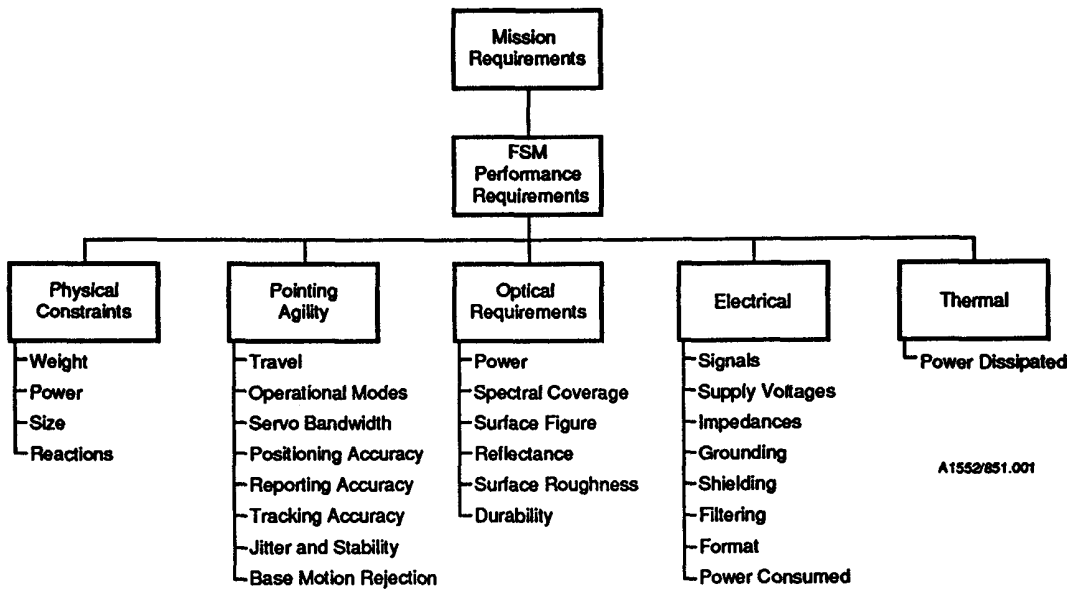 Mission
Requirements
FSM
Performance
Requirements
Physical
Constraints
Weight
Power
Size
Reactions
Pointing
Agility
Travel
Operational Modes
Servo Bandwidth
Positioning Accuracy
Reporting Accuracy
Tracking Accuracy
Jitter and Stability
Base Motion Rejection
Optical
Requirements
Power
Spectral Coverage
Surface Figure
Reflectance
Surface Roughness
Durability
Electrical
Signals
Supply Voltages
Impedances
Grounding
Shielding
Filtering
Format
Power Consumed
Thermal
Power Dissipated
A1552/851.001